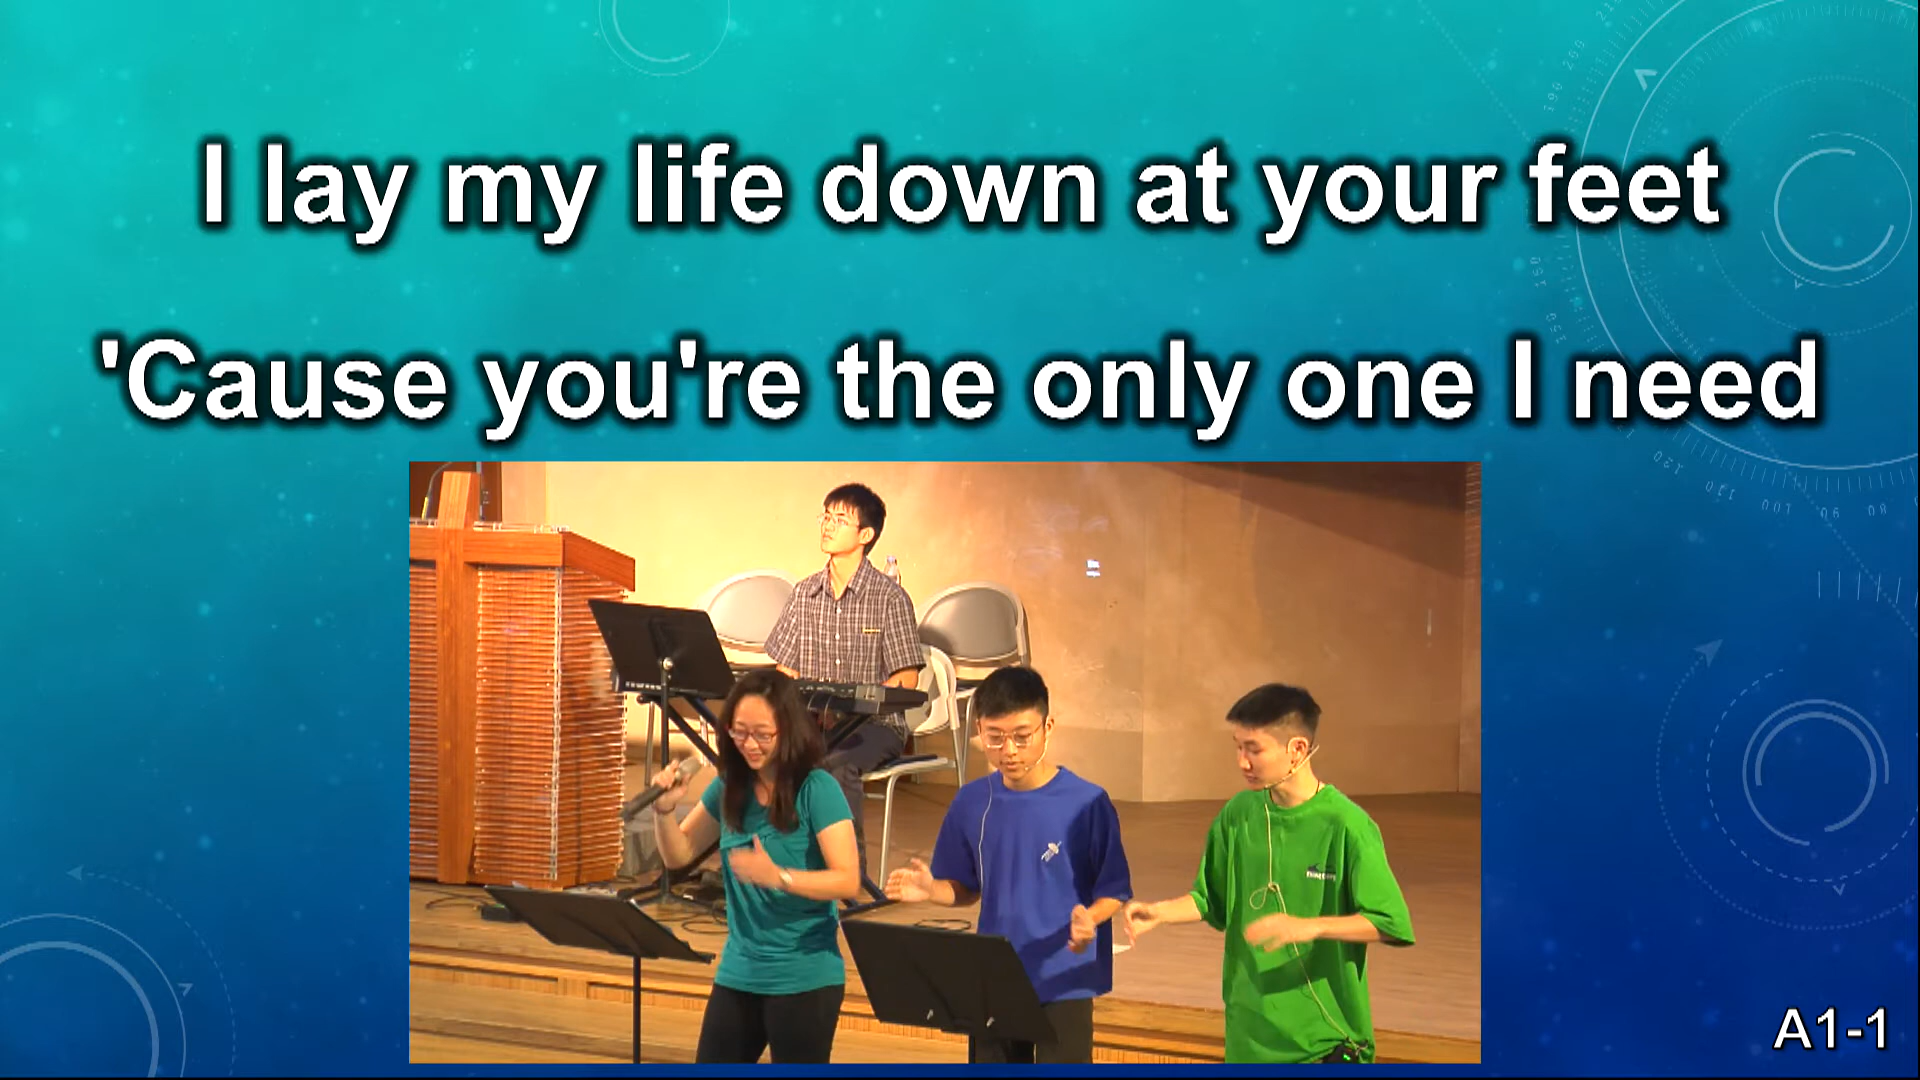 I lay my life down at your feet
'Cause you're the only one I need
A1-1